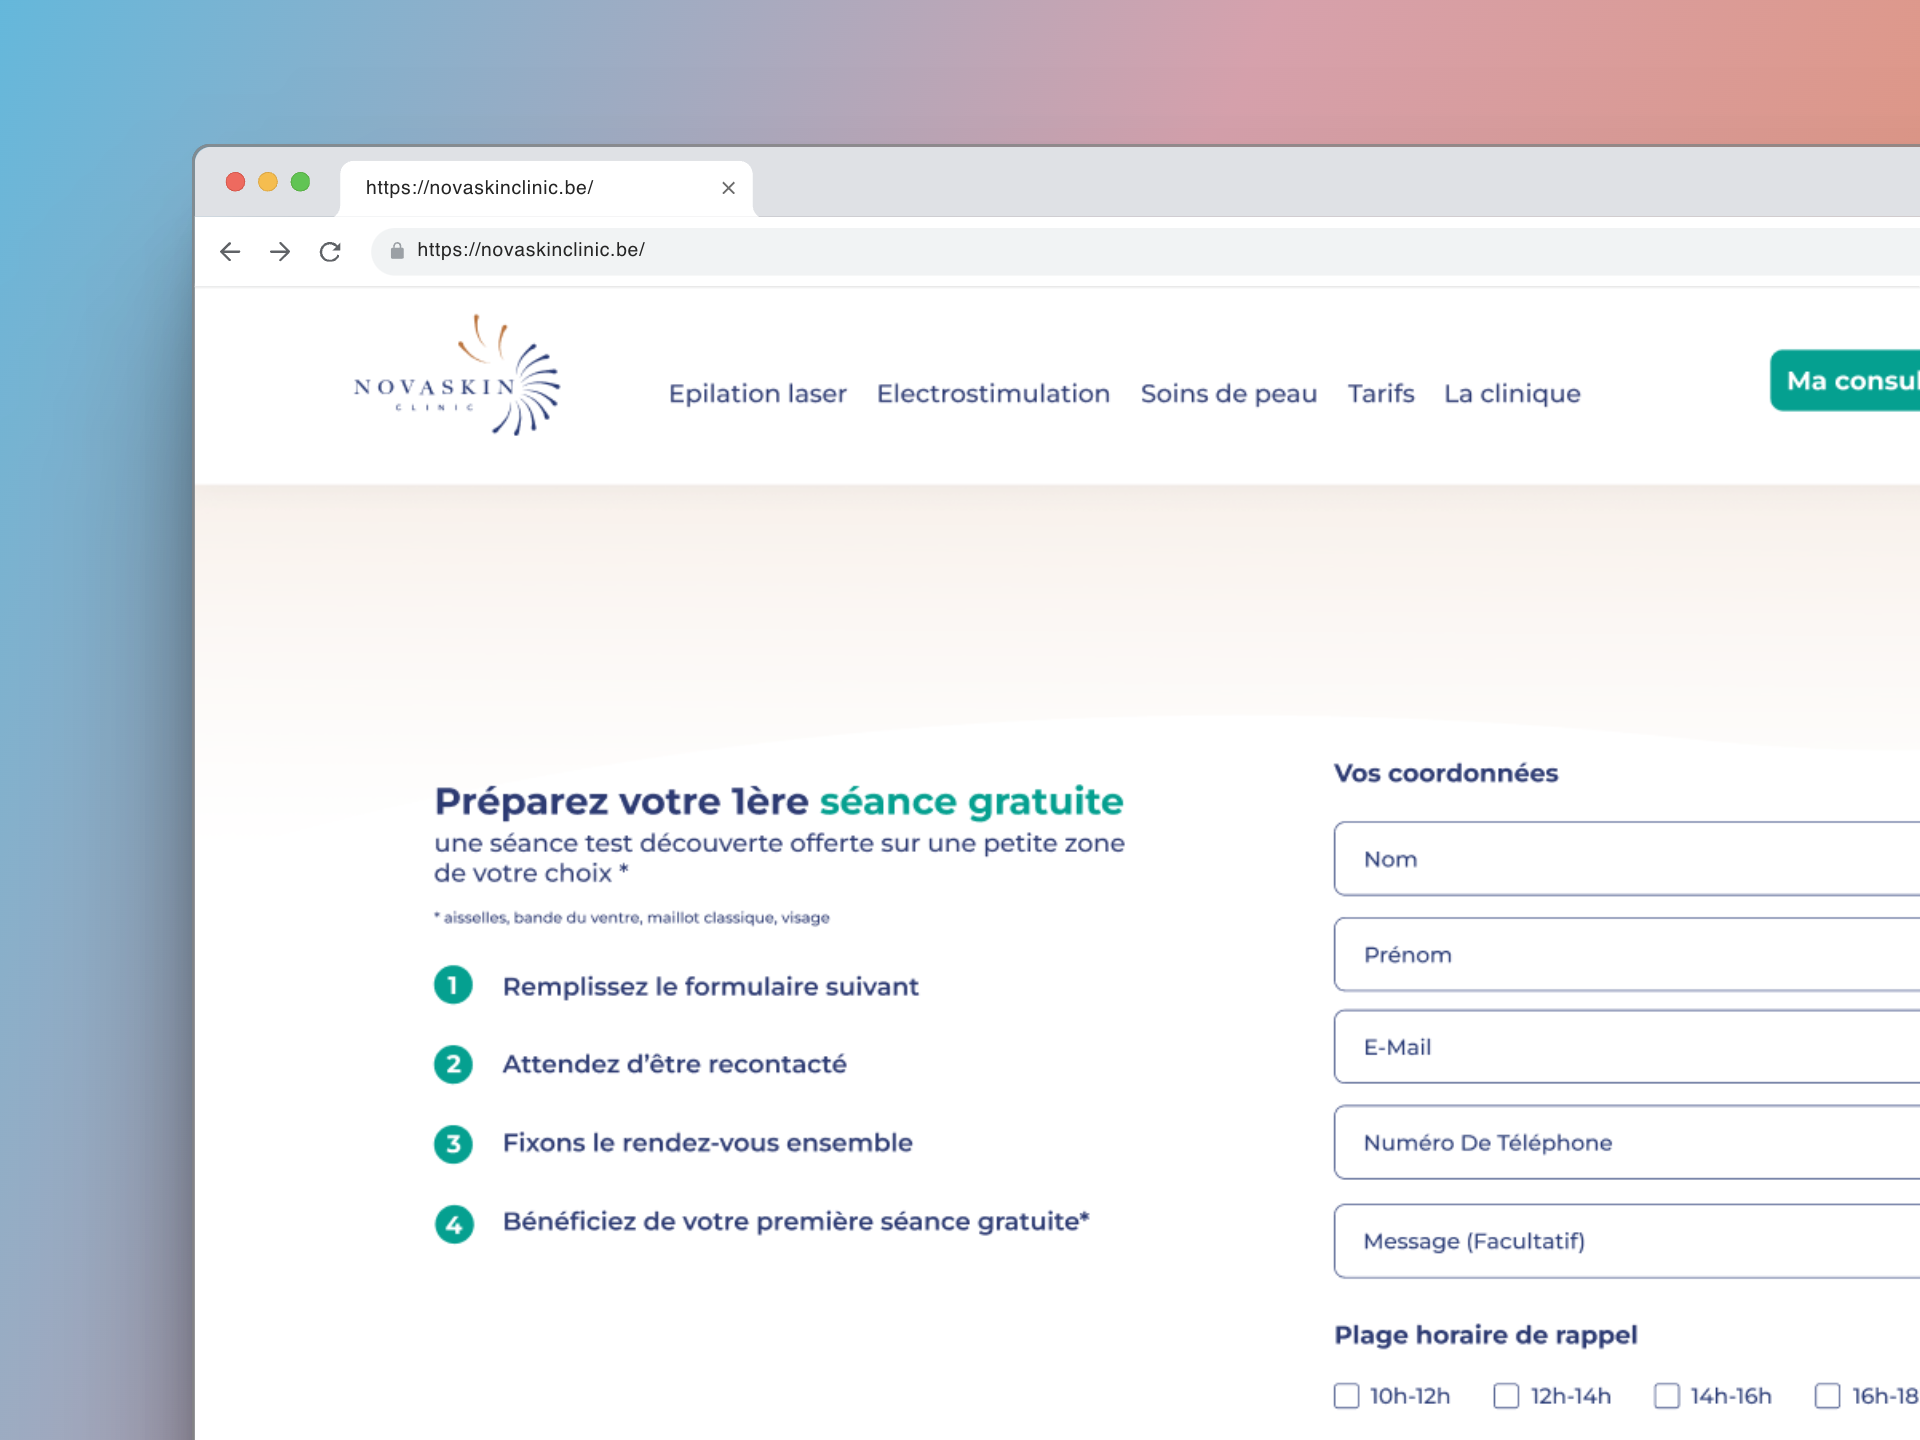 https://novaskinclinic.be/
https://novaskinclinic.be/
NOVASKIN
CLINIC
Epilation laser
Electrostimulation
Soins de peau
Tarifs
La clinique
Ma consul
Préparez votre 1ère séance gratuite
une séance test découverte offerte sur une petite zone
de votre choix *
* aisselles, bande du ventre, maillot classique, visage
1 Remplissez le formulaire suivant
2 Attendez d’être recontacté
3 Fixons le rendez-vous ensemble
4 Bénéficiez de votre première séance gratuite*
Vos coordonnées
Nom
Prénom
E-Mail
Numéro De Téléphone
Message (Facultatif)
Plage horaire de rappel
10h-12h
12h-14h
14h-16h
16h-18